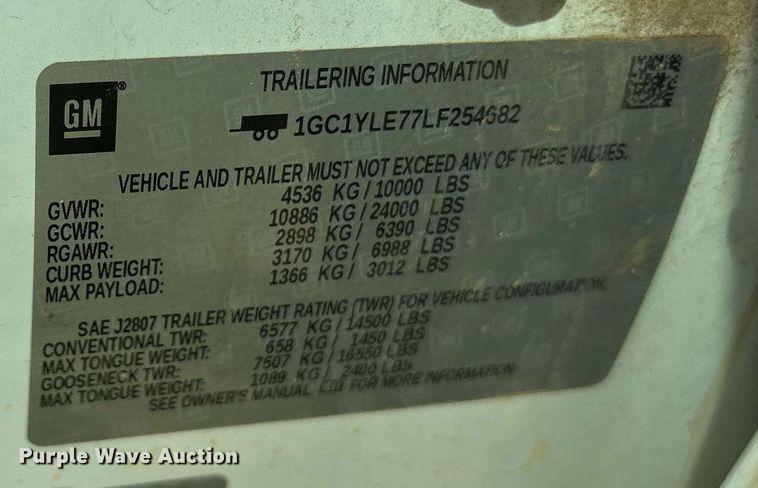 GM®
TRAILERING INFORMATION
1GC1YLE77LF254682
VEHICLE AND TRAILER MUST NOT EXCEED ANY OF THESE VALUES.
GVWR: 4536 KG / 10000 LBS
GCWR: 10886 KG / 24000 LBS
RGAWR: 2898 KG / 6390 LBS
CURB WEIGHT: 3170 KG / 6988 LBS
MAX PAYLOAD: 1366 KG / 3012 LBS
SAE J2807 TRAILER WEIGHT RATING (TWR) FOR VEHICLE CONFIGURATION.
CONVENTIONAL TWR: 6577 KG / 14500 LBS
MAX TONGUE WEIGHT: 658 KG / 1450 LBS
GOOSENECK TWR: 7507 KG / 16550 LBS
MAX TONGUE WEIGHT: 1089 KG / 2400 LBS
SEE OWNER'S MANUAL FOR MORE INFORMATION
Purple Wave Auction